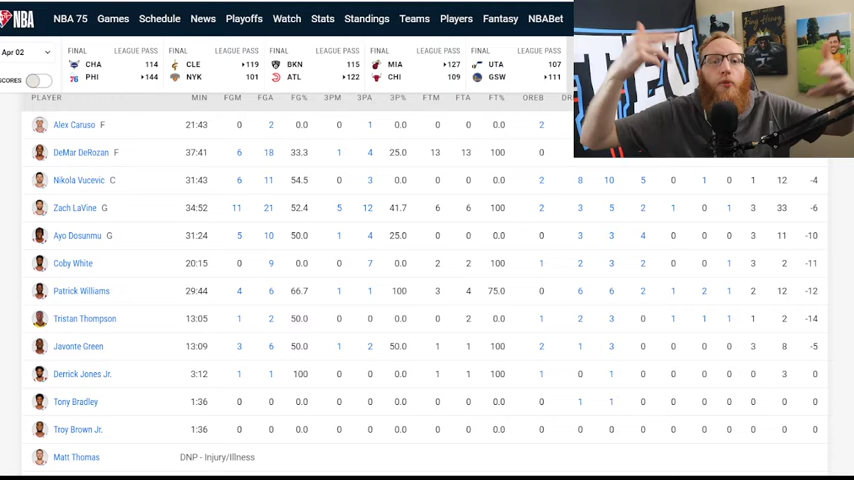 NBA NBA 75 Games Schedule News Playoffs Watch Stats Standings Teams Players Fantasy NBABet
Apr 02
SCORES
FINAL LEAGUE PASS
CHA 114
PHI 144
FINAL LEAGUE PASS
CLE 119
NYK 101
FINAL LEAGUE PASS
BKN 115
ATL 122
FINAL LEAGUE PASS
MIA 127
CHI 109
FINAL LEAGUE PASS
UTA 107
GSW 111
PLAYER MIN FGM FGA FG% 3PM 3PA 3P% FTM FTA FT% OREB
Alex Caruso F 21:43 0 2 0.0 0 1 0.0 0 0 0.0 2
DeMar DeRozan F 37:41 6 18 33.3 1 4 25.0 13 13 100 0
Nikola Vucevic C 31:43 6 11 54.5 0 3 0.0 0 0 0.0 2 8 10 5 0 1 0 1 12 -4
Zach LaVine G 34:52 11 21 52.4 5 12 41.7 6 6 100 2 3 5 2 1 0 1 3 33 -6
Ayo Dosunmu G 31:24 5 10 50.0 1 4 25.0 0 0 0.0 0 3 3 4 0 0 0 3 11 -10
Coby White 20:15 0 9 0.0 0 7 0.0 2 2 100 1 2 3 2 0 0 1 3 2 -11
Patrick Williams 29:44 4 6 66.7 1 1 100 3 4 75.0 0 6 6 2 1 2 1 2 12 -12
Tristan Thompson 13:05 1 2 50.0 0 0 0.0 0 2 0.0 1 2 3 0 1 1 1 1 2 -14
Javonte Green 13:09 3 6 50.0 1 2 50.0 1 1 100 2 1 3 0 0 0 0 3 8 -5
Derrick Jones Jr. 3:12 1 1 100 0 0 0.0 1 1 100 1 0 1 0 0 0 0 0 3 0
Tony Bradley 1:36 0 0 0.0 0 0 0.0 0 0 0.0 0 1 1 0 0 0 0 0 0 0
Troy Brown Jr. 1:36 0 0 0.0 0 0 0.0 0 0 0.0 0 0 0 0 0 0 0 0 0 0
Matt Thomas DNP - Injury/Illness